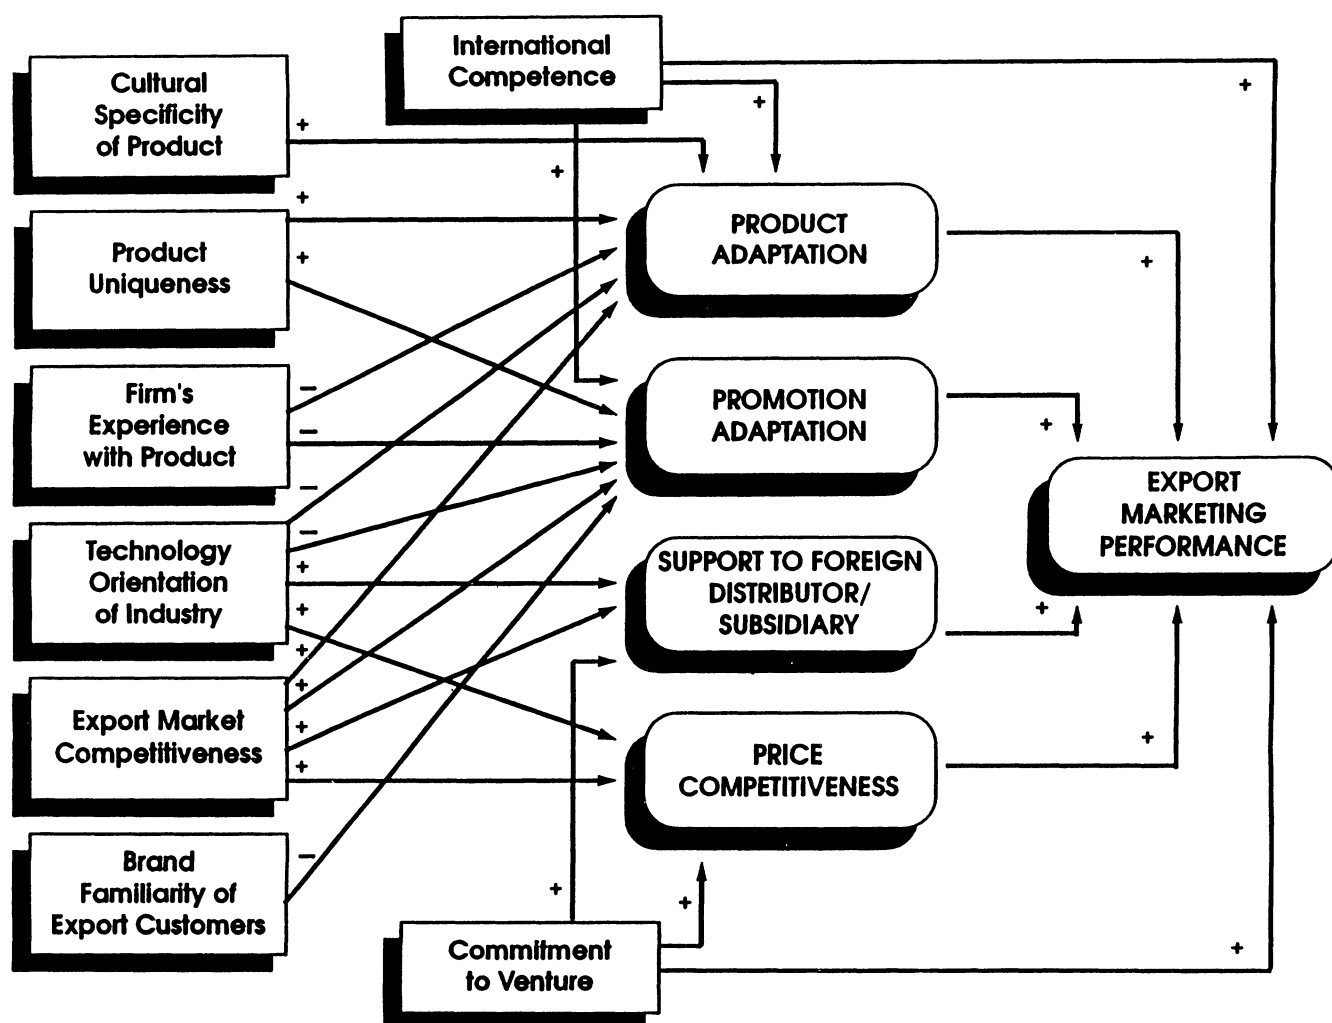 International
Competence
Cultural
Specificity
of Product
Product
Uniqueness
Firm's
Experience
with Product
Technology
Orientation
of Industry
Export Market
Competitiveness
Brand
Familiarity of
Export Customers
Commitment
to Venture
PRODUCT
ADAPTATION
PROMOTION
ADAPTATION
SUPPORT TO FOREIGN
DISTRIBUTOR/
SUBSIDIARY
PRICE
COMPETITIVENESS
EXPORT
MARKETING
PERFORMANCE
+
+
+
+
+
+
−
−
−
−
+
+
+
+
+
+
−
+
+
+
+
+
+
+
+